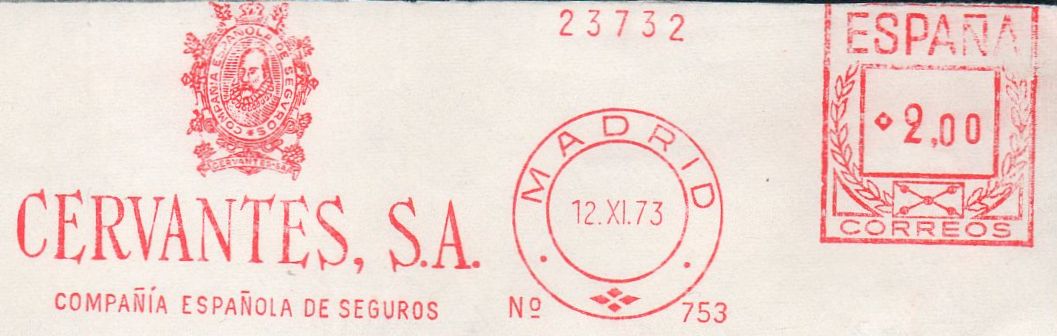 23732
ESPAÑA
2,00
CORREOS
COMPAÑIA ESPAÑOLA DE SEGVROS
CERVANTES·S·A·
CERVANTES, S.A.
COMPAÑÍA ESPAÑOLA DE SEGUROS
MADRID
12.XI.73
Nº 753